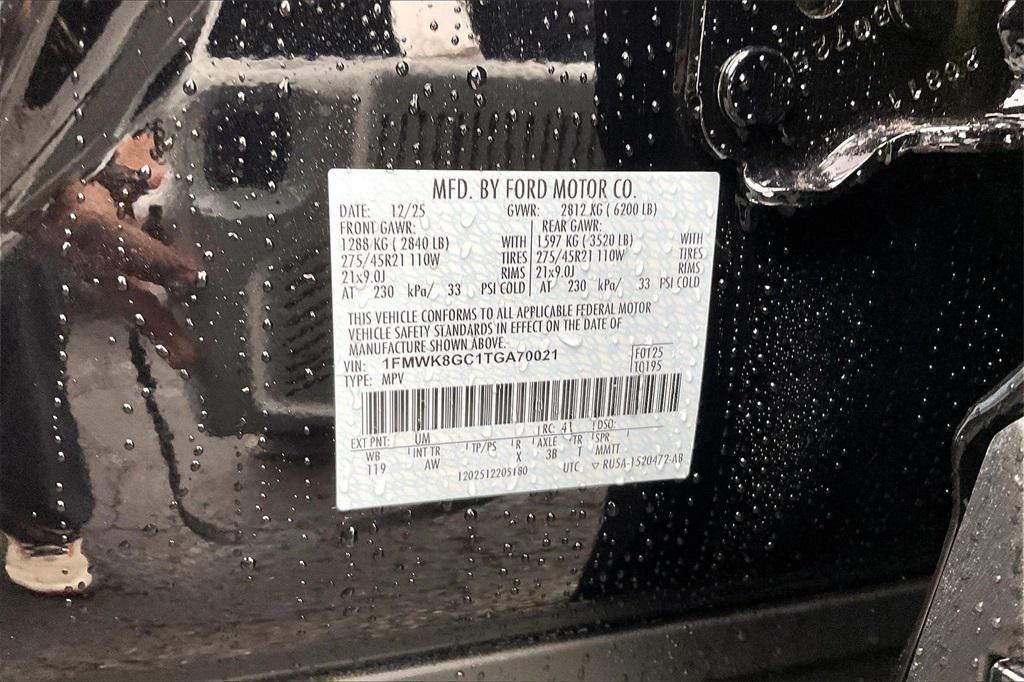 MFD. BY FORD MOTOR CO.
DATE: 12/25 GVWR: 2812 KG ( 6200 LB)
FRONT GAWR: REAR GAWR:
1288 KG ( 2840 LB) WITH 1597 KG (3520 LB) WITH
275/45R21 110W TIRES 275/45R21 110W TIRES
21x9.0J RIMS 21x9.0J RIMS
AT 230 kPa/ 33 PSI COLD AT 230 kPa/ 33 PSI COLD
THIS VEHICLE CONFORMS TO ALL APPLICABLE FEDERAL MOTOR
VEHICLE SAFETY STANDARDS IN EFFECT ON THE DATE OF
MANUFACTURE SHOWN ABOVE.
VIN: 1FMWK8GC1TGA70021 F0125
TYPE: MPV TQ195
RC: 41 DSO:
EXT PNT: UM
WB INT TR TP/PS R AXLE TR SPR
119 AW X 3B T MMTT
1202512205180 UTC ▽ RU5A-1520472-AB